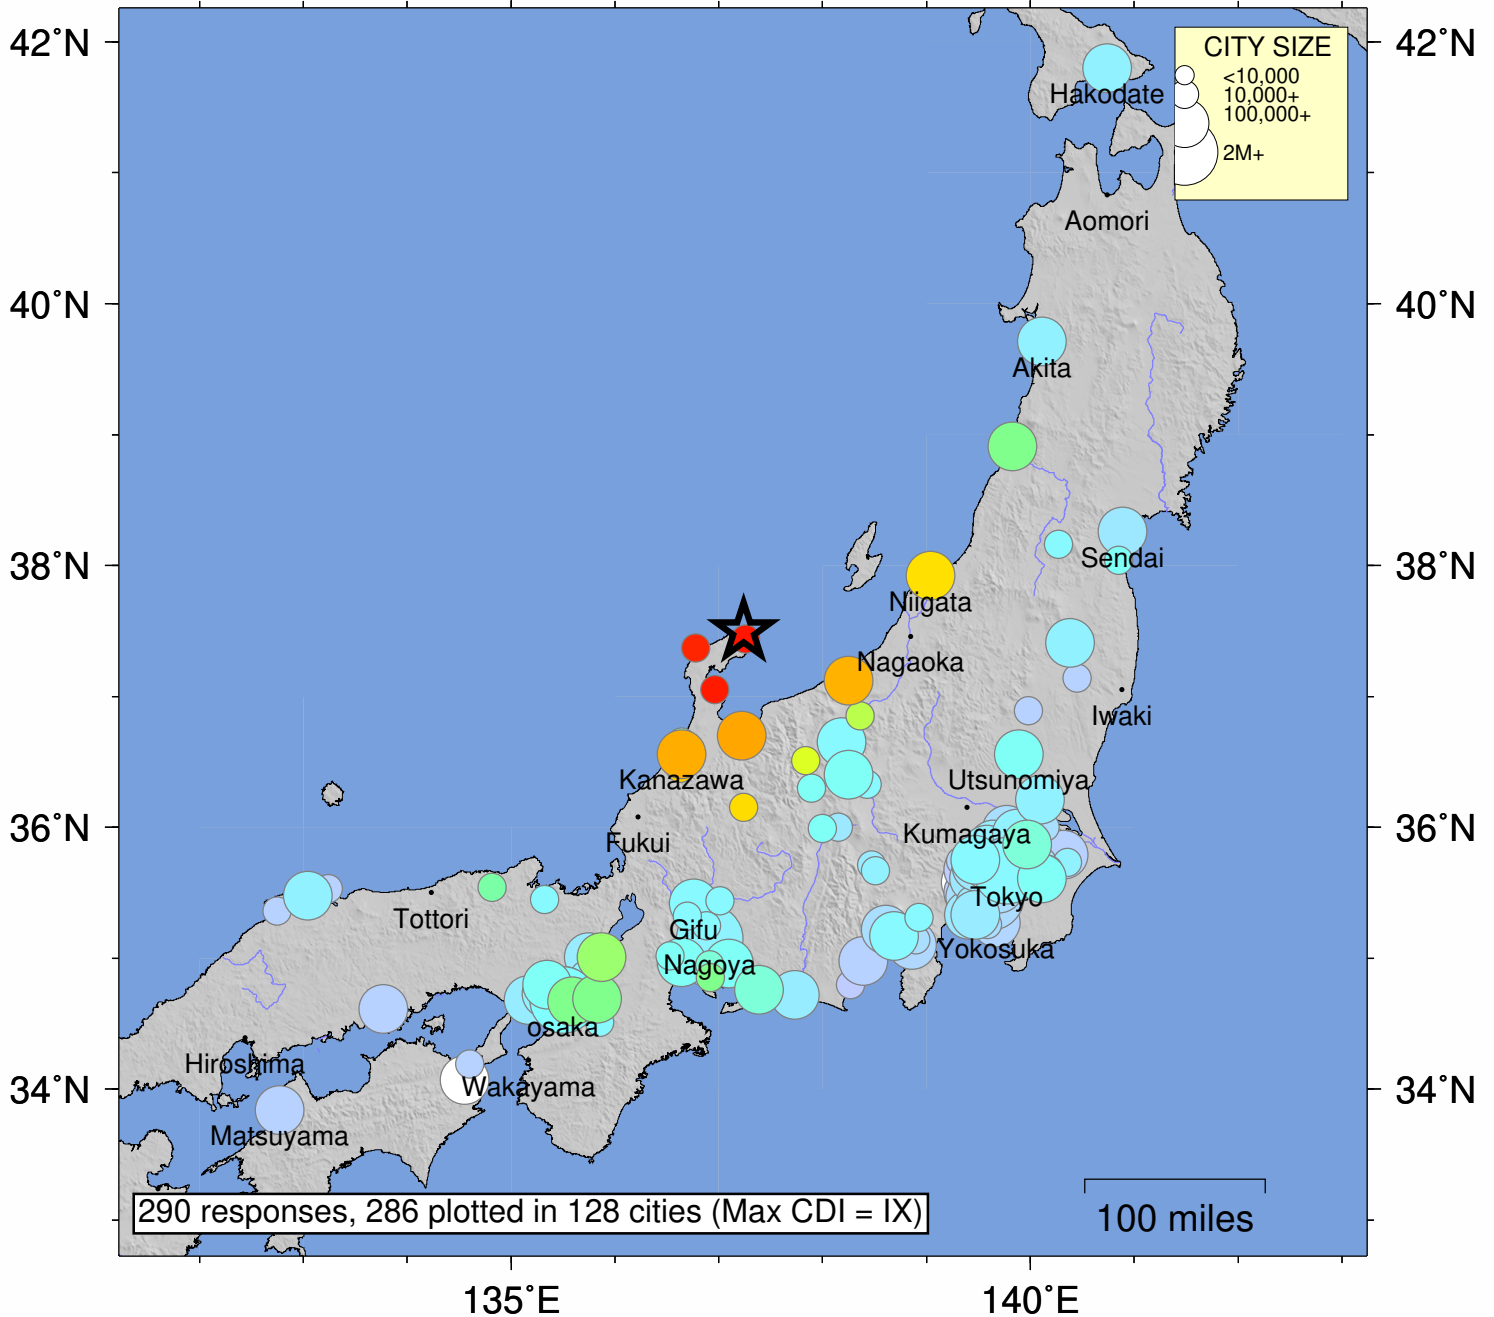 42°N
42°N
CITY SIZE
<10,000
10,000+
100,000+
2M+
Hakodate
Aomori
40°N
40°N
Akita
38°N
38°N
Sendai
Niigata
Nagaoka
Iwaki
Kanazawa
Utsunomiya
36°N
36°N
Fukui
Kumagaya
Tokyo
Tottori
Gifu
Yokosuka
Nagoya
osaka
Hiroshima
34°N
34°N
Wakayama
Matsuyama
290 responses, 286 plotted in 128 cities (Max CDI = IX)
100 miles
135°E
140°E